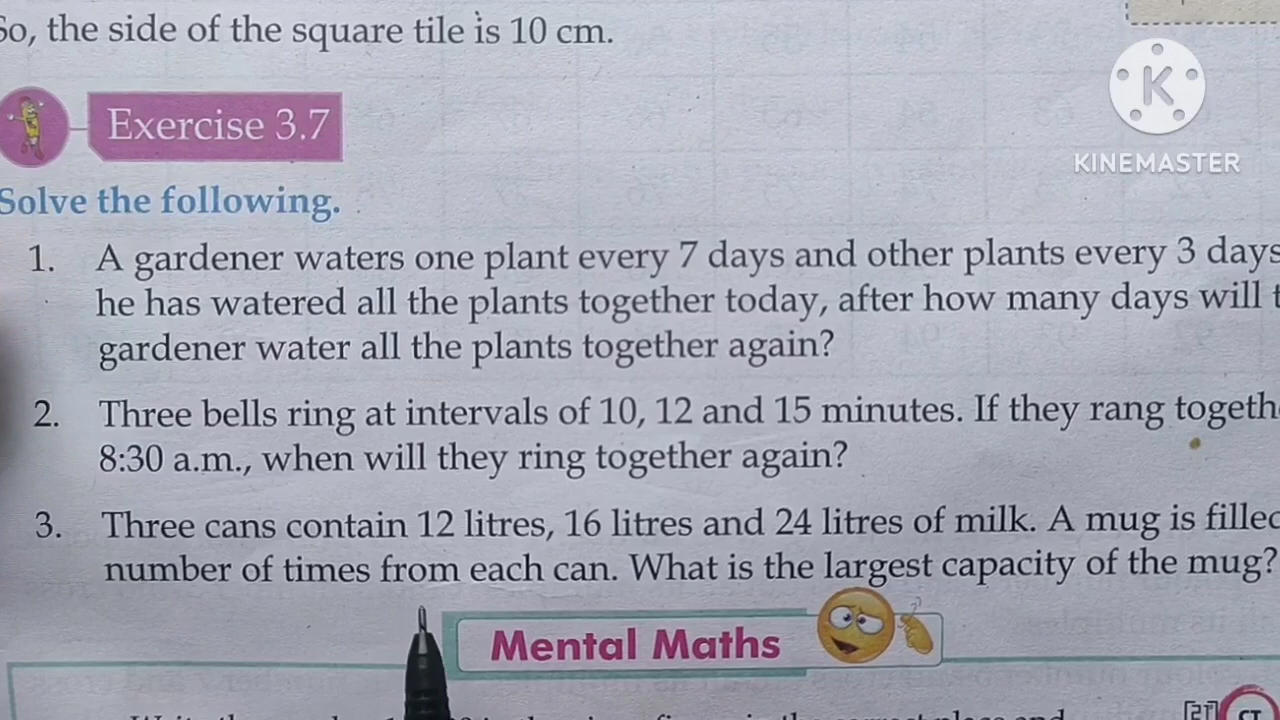 So, the side of the square tile is 10 cm.
K
KINEMASTER
Exercise 3.7
Solve the following.
1. A gardener waters one plant every 7 days and other plants every 3 days
he has watered all the plants together today, after how many days will
gardener water all the plants together again?
2. Three bells ring at intervals of 10, 12 and 15 minutes. If they rang togeth
8:30 a.m., when will they ring together again?
3. Three cans contain 12 litres, 16 litres and 24 litres of milk. A mug is filled
number of times from each can. What is the largest capacity of the mug?
Mental Maths